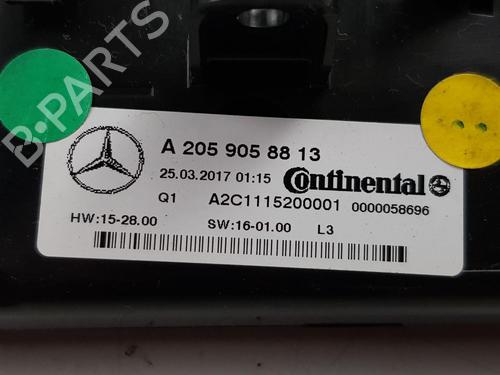 B-PARTS
A 205 905 88 13
25.03.2017 01:15 Continental
Q1 A2C1115200001 0000058696
HW:15-28.00 SW:16-01.00 L3